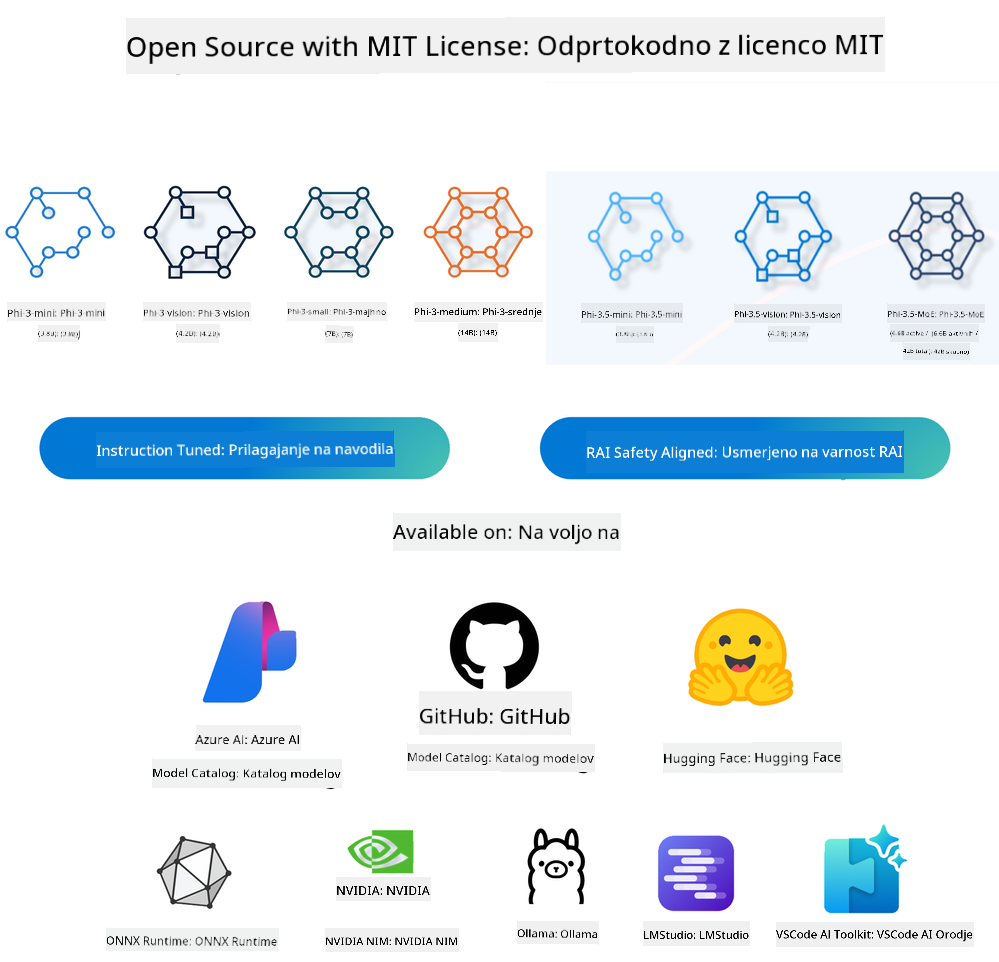 Open Source with MIT License: Odprtokodno z licenco MIT
Phi-3-mini: Phi-3 mini
Phi-3 vision: Phi-3 vision
Phi-3-small: Phi-3-majhno
Phi-3-medium: Phi-3-srednje
Phi-3.5-mini: Phi-3.5-mini
Phi-3.5-vision: Phi-3.5-vision
Phi-3.5-MoE: Phi-3.5-MoE
(3.8B): (3.8B)
(4.2B): (4.2B)
(7B): (7B)
(14B): (14B)
(4.2B): (4.2B)
Instruction Tuned: Prilagajanje na navodila
RAI Safety Aligned: Usmerjeno na varnost RAI
Available on: Na voljo na
Azure AI: Azure AI
Model Catalog: Katalog modelov
GitHub: GitHub
Model Catalog: Katalog modelov
Hugging Face: Hugging Face
ONNX Runtime: ONNX Runtime
NVIDIA: NVIDIA
NVIDIA NIM: NVIDIA NIM
Ollama: Ollama
LMStudio: LMStudio
VSCode AI Toolkit: VSCode AI Orodje